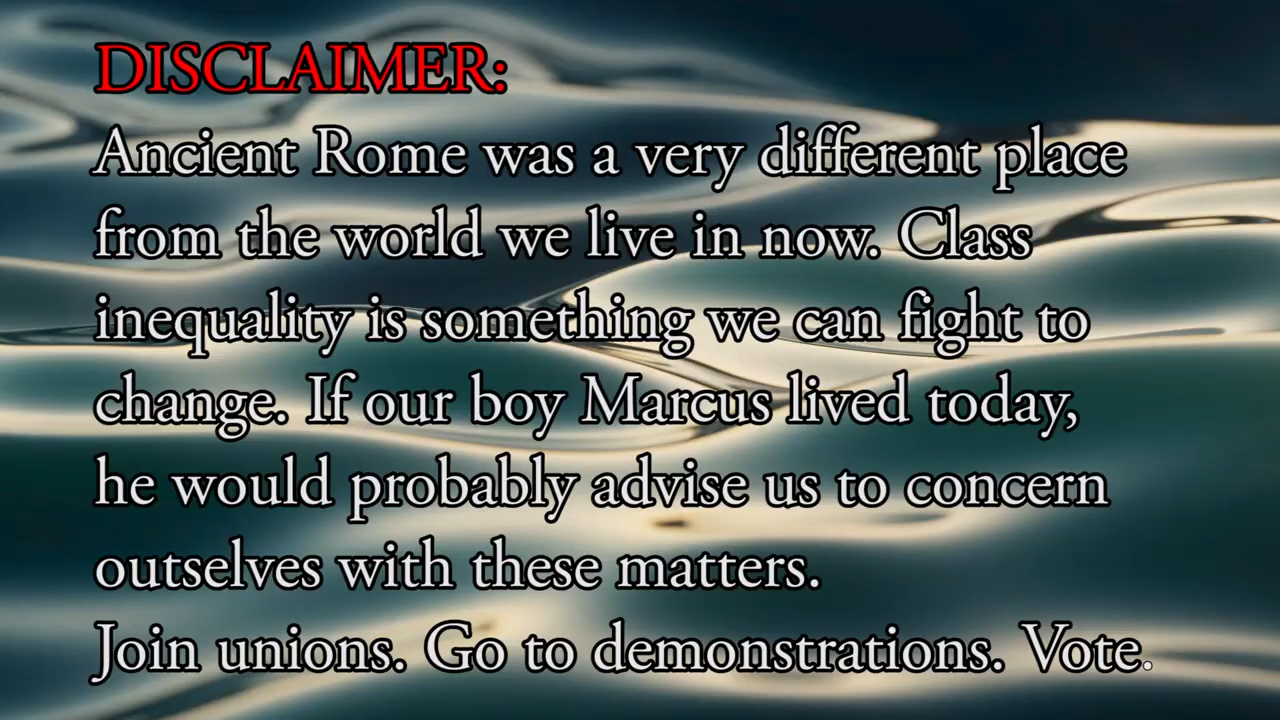 DISCLAIMER:
Ancient Rome was a very different place
from the world we live in now. Class
inequality is something we can fight to
change. If our boy Marcus lived today,
he would probably advise us to concern
outselves with these matters.
Join unions. Go to demonstrations. Vote.